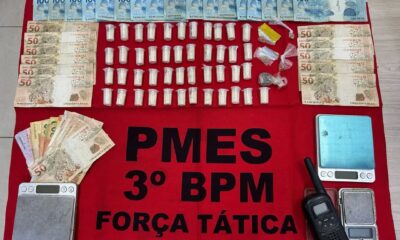 PMES
3º BPM
FORÇA TÁTICA